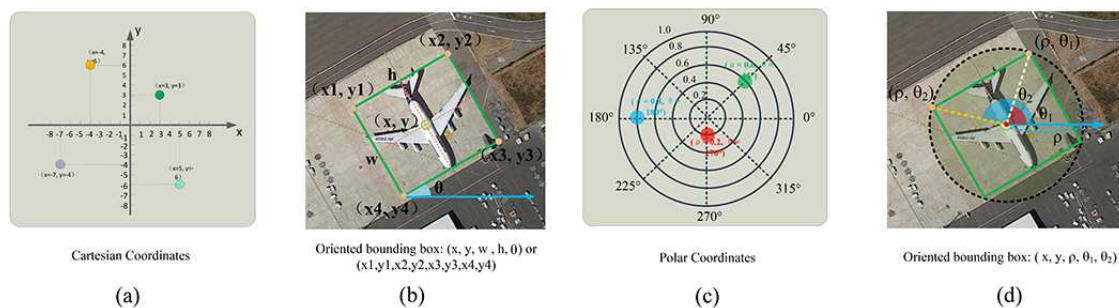 y
8
7
6
5
4
3
2
1
-8-7-6-5-4-3-2-1 0 1 2 3 4 5 6 7 8
x
-1
-2
-3
-4
-5
-6
-7
-8
(x=-4,
(x=3, y=3)
(x=-7, y=-4)
(x=5, y=-
6)
Cartesian Coordinates
(a)
(x2, y2)
h
(x1, y1)
(x, y)
w
(x3, y3)
θ
(x4, y4)
Oriented bounding box: (x, y, w , h, θ) or
(x1,y1,x2,y2,x3,y3,x4,y4)
(b)
90°
1.0
135°
0.8
45°
0.6
0.4
0.2
180°
0°
225°
315°
270°
Polar Coordinates
(c)
(ρ, θ₁)
(ρ, θ₂)
θ₂
θ₁
ρ
Oriented bounding box: ( x, y, ρ, θ₁, θ₂)
(d)